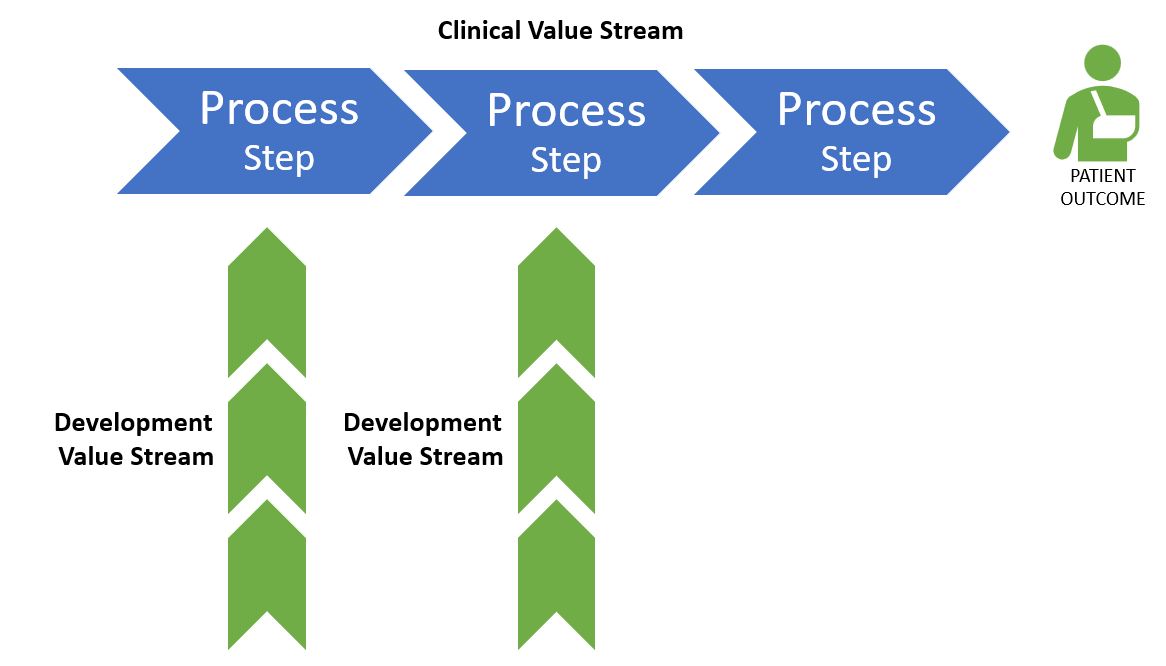 Clinical Value Stream
Process
Step
Process
Step
Process
Step
PATIENT
OUTCOME
Development
Value Stream
Development
Value Stream